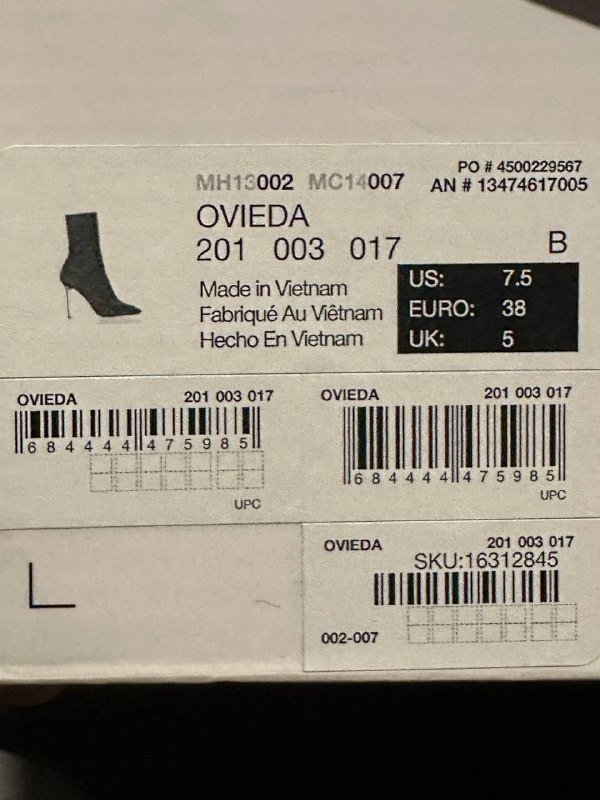 MH13002 MC14007
PO # 4500229567
AN # 13474617005
OVIEDA
201 003 017
B
Made in Vietnam
Fabriqué Au Viêtnam
Hecho En Vietnam
US: 7.5
EURO: 38
UK: 5
OVIEDA 201 003 017
6 84444 47598 5
UPC
OVIEDA 201 003 017
6 84444 47598 5
UPC
L
OVIEDA 201 003 017
SKU:16312845
002-007